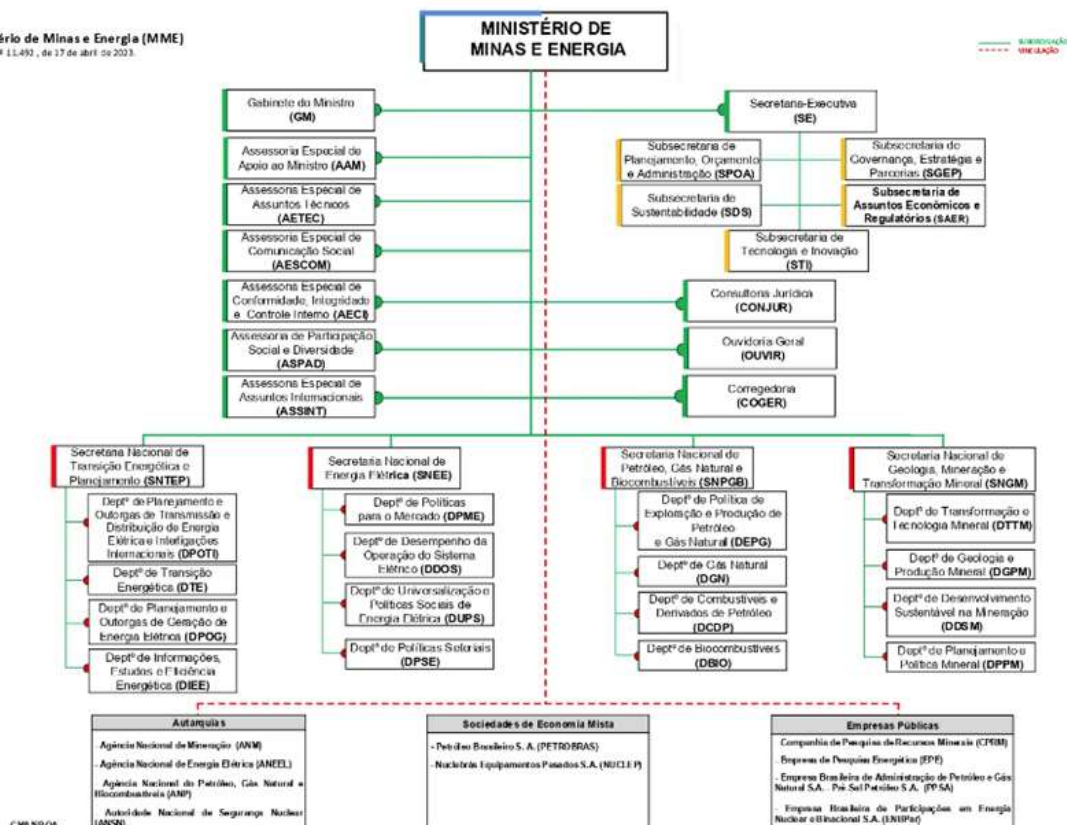 MINISTÉRIO DE
MINAS E ENERGIA
ério de Minas e Energia (MME)
º 11.492, de 17 de abril de 2023.
SUBORDINAÇÃO
VINCULAÇÃO
Gabinete do Ministro
(GM)
Secretaria-Executiva
(SE)
Assessoria Especial de
Apoio ao Ministro (AAM)
Subsecretaria de
Planejamento, Orçamento
e Administração (SPOA)
Subsecretaria de
Governança, Estratégia e
Parcerias (SGEP)
Assessoria Especial de
Assuntos Técnicos
(AETEC)
Subsecretaria de
Sustentabilidade (SDS)
Subsecretaria de
Assuntos Econômicos e
Regulatórios (SAER)
Assessoria Especial de
Comunicação Social
(AESCOM)
Subsecretaria de
Tecnologia e Inovação
(STI)
Assessoria Especial de
Conformidade, Integridade
e Controle Interno (AECI)
Consultoria Jurídica
(CONJUR)
Assessoria de Participação
Social e Diversidade
(ASPAD)
Ouvidoria Geral
(OUVIR)
Assessoria Especial de
Assuntos Internacionais
(ASSINT)
Corregedoria
(COGER)
Secretaria Nacional de
Transição Energética e
Planejamento (SNTEP)
Deptº de Planejamento e
Outorgas de Transmissão e
Distribuição de Energia
Elétrica e Interligações
Internacionais (DPOTI)
Deptº de Transição
Energética (DTE)
Deptº de Planejamento e
Outorgas de Geração de
Energia Elétrica (DPOG)
Deptº de Informações,
Estudos e Eficiência
Energética (DIEE)
Secretaria Nacional de
Energia Elétrica (SNEE)
Deptº de Políticas
para o Mercado (DPME)
Deptº de Desempenho da
Operação do Sistema
Elétrico (DDOS)
Deptº de Universalização e
Políticas Sociais de
Energia Elétrica (DUPS)
Deptº de Políticas Setoriais
(DPSE)
Secretaria Nacional de
Petróleo, Gás Natural e
Biocombustíveis (SNPGB)
Deptº de Política de
Exploração e Produção de
Petróleo
e Gás Natural (DEPG)
Deptº de Gás Natural
(DGN)
Deptº de Combustíveis e
Derivados de Petróleo
(DCDP)
Deptº de Biocombustíveis
(DBIO)
Secretaria Nacional de
Geologia, Mineração e
Transformação Mineral (SNGM)
Deptº de Transformação e
Tecnologia Mineral (DTTM)
Deptº de Geologia e
Produção Mineral (DGPM)
Deptº de Desenvolvimento
Sustentável na Mineração
(DDSM)
Deptº de Planejamento e
Política Mineral (DPPM)
Autarquias
- Agência Nacional de Mineração (ANM)
- Agência Nacional de Energia Elétrica (ANEEL)
- Agência Nacional do Petróleo, Gás Natural e
Biocombustíveis (ANP)
- Autoridade Nacional de Segurança Nuclear
(ANSN)
Sociedades de Economia Mista
- Petróleo Brasileiro S. A. (PETROBRAS)
- Nuclebrás Equipamentos Pesados S.A. (NUCLEP)
Empresas Públicas
- Companhia de Pesquisa de Recursos Minerais (CPRM)
- Empresa de Pesquisa Energética (EPE)
- Empresa Brasileira de Administração de Petróleo e Gás
Natural S.A. - Pré-Sal Petróleo S.A. (PPSA)
- Empresa Brasileira de Participações em Energia
Nuclear e Binacional S.A. (ENBPar)